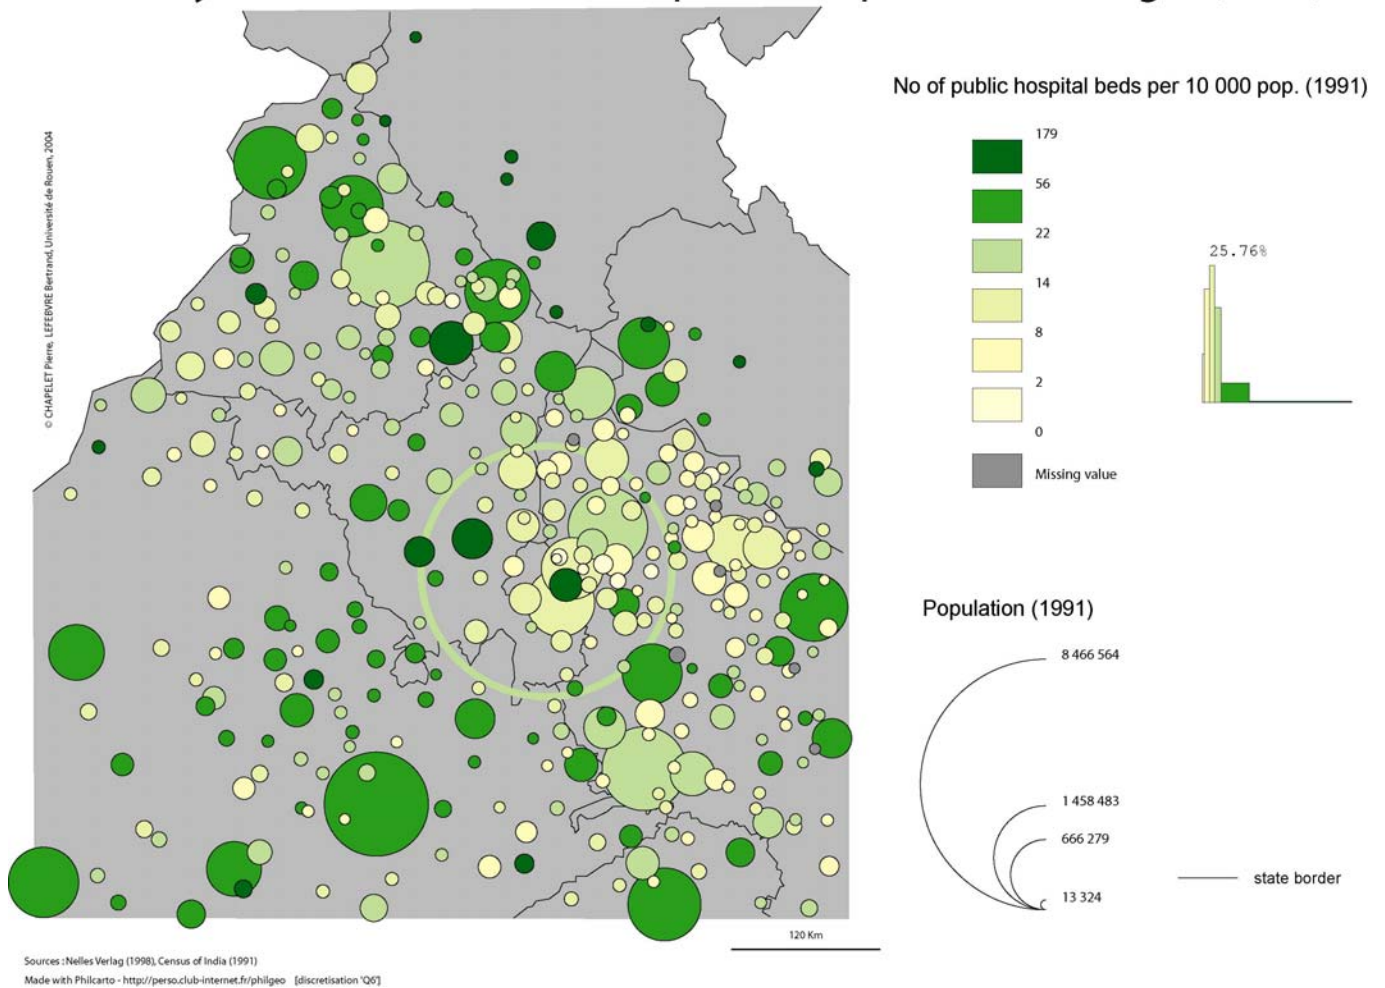 No of public hospital beds per 10 000 pop. (1991)
179
56
22
14
8
2
0
Missing value
25.76%
Population (1991)
8 466 564
1 458 483
666 279
13 324
state border
120 Km
© CHAPELET Pierre, LEFEBVRE Bertrand, Université de Rouen, 2004
Sources : Nelles Verlag (1998), Census of India (1991)
Made with Philcarto - http://perso.club-internet.fr/philgeo [discretisation 'Q6']